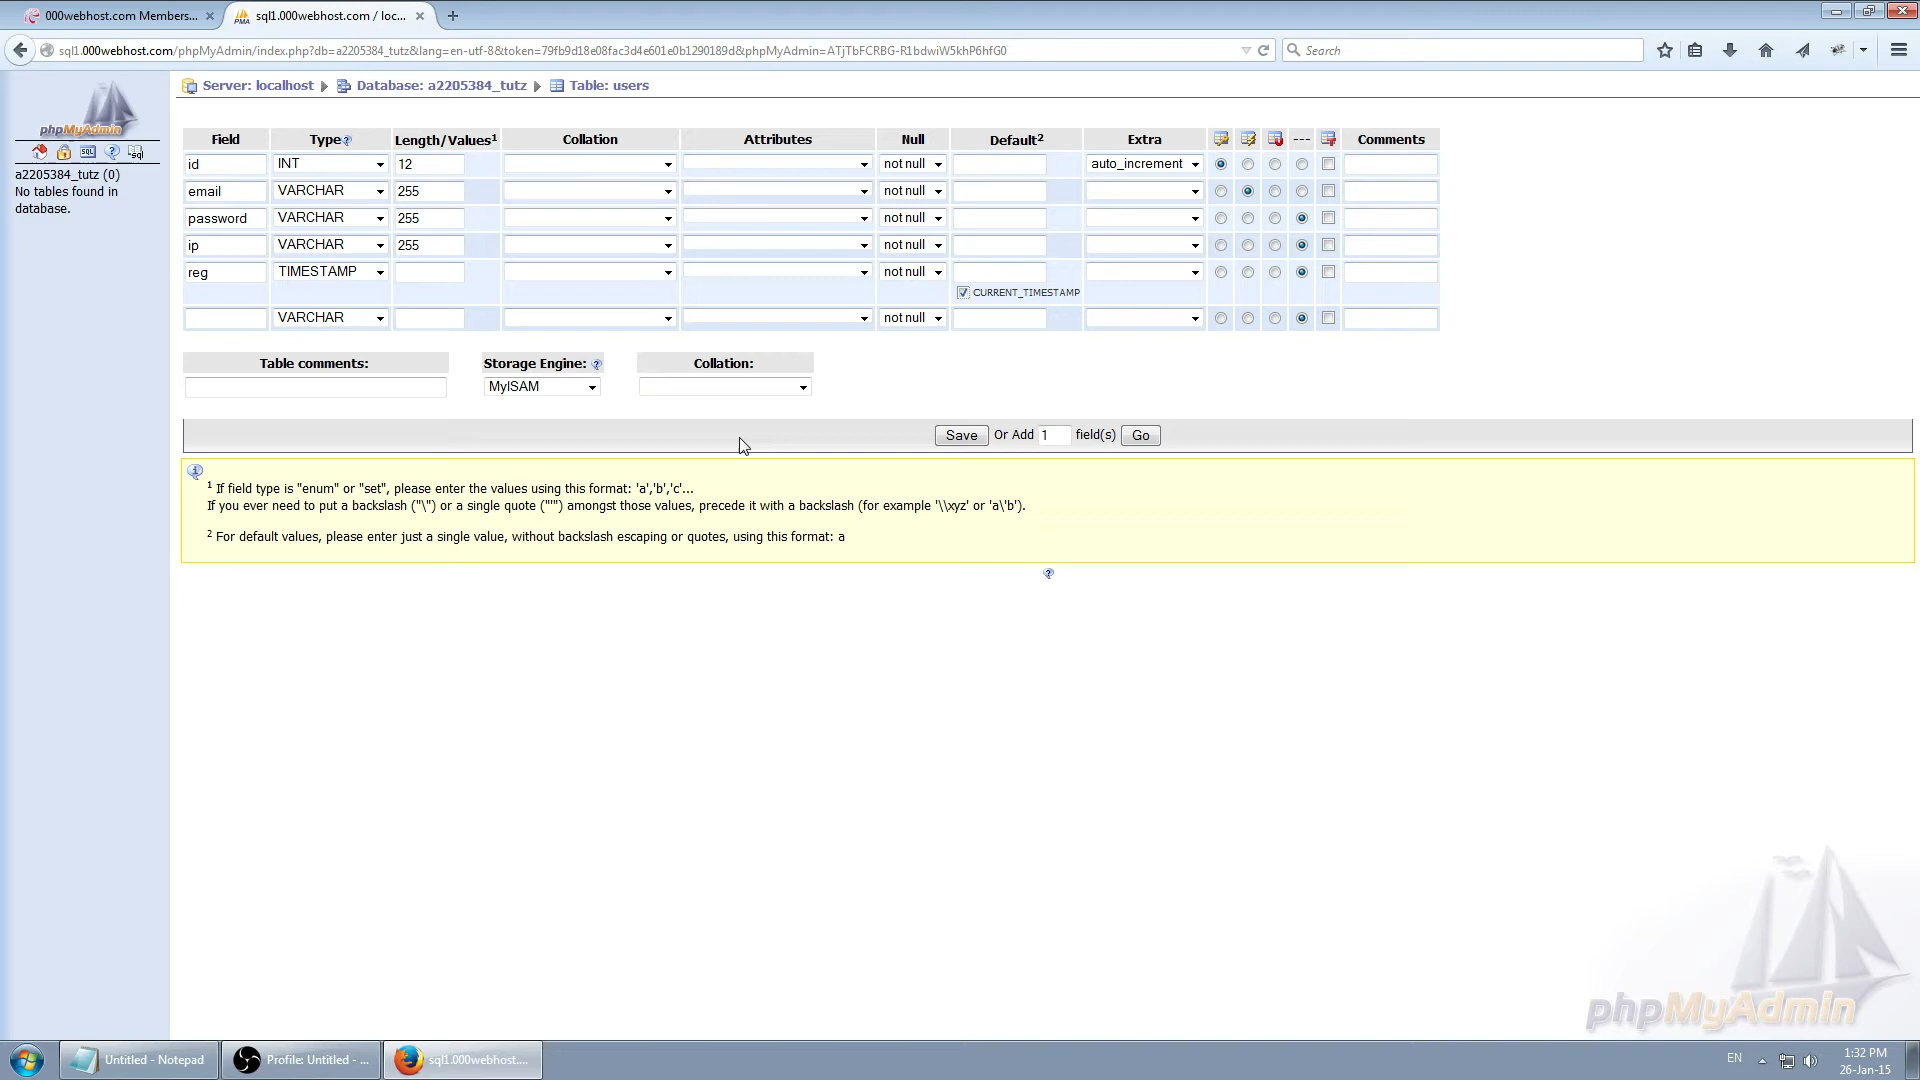 000webhost.com Members...
sql1.000webhost.com / loc...
sql1.000webhost.com/phpMyAdmin/index.php?db=a2205384_tutz&lang=en-utf-8&token=79fb9d18e08fac3d4e601e0b1290189d&phpMyAdmin=ATjTbFCRBG-R1bdwiW5khP6hfG0
Search
phpMyAdmin
SQL
sql
a2205384_tutz (0)
No tables found in
database.
Server: localhost
Database: a2205384_tutz
Table: users
Field Type Length/Values1 Collation Attributes Null Default2 Extra --- Comments
id INT 12 not null auto_increment
email VARCHAR 255 not null
password VARCHAR 255 not null
ip VARCHAR 255 not null
reg TIMESTAMP not null
CURRENT_TIMESTAMP
VARCHAR not null
Table comments: Storage Engine: Collation:
MyISAM
Save Or Add 1 field(s) Go
1 If field type is "enum" or "set", please enter the values using this format: 'a','b','c'...
If you ever need to put a backslash ("\") or a single quote ("'") amongst those values, precede it with a backslash (for example '\\xyz' or 'a\'b').
2 For default values, please enter just a single value, without backslash escaping or quotes, using this format: a
phpMyAdmin
Untitled - Notepad
Profile: Untitled - ...
sql1.000webhost....
EN
1:32 PM
26-Jan-15